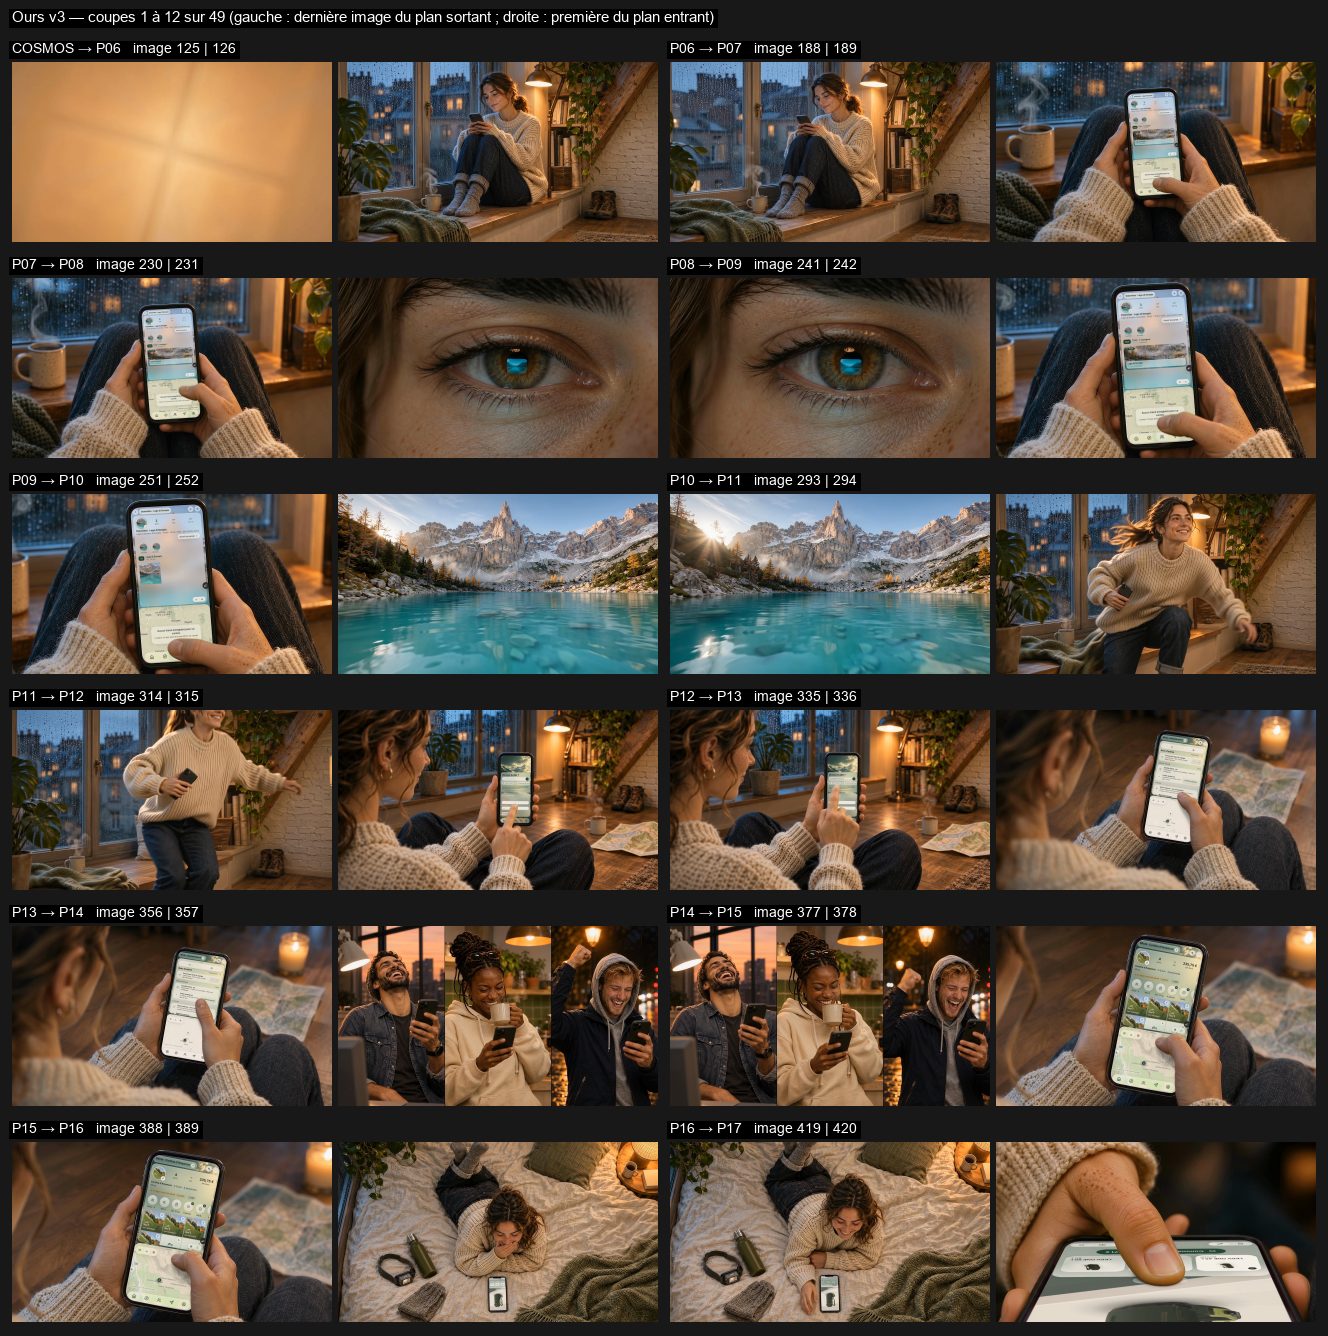 Ours v3 — coupes 1 à 12 sur 49 (gauche : dernière image du plan sortant ; droite : première du plan entrant)
COSMOS → P06 image 125 | 126
P06 → P07 image 188 | 189
P07 → P08 image 230 | 231
P08 → P09 image 241 | 242
P09 → P10 image 251 | 252
P10 → P11 image 293 | 294
P11 → P12 image 314 | 315
P12 → P13 image 335 | 336
P13 → P14 image 356 | 357
P14 → P15 image 377 | 378
P15 → P16 image 388 | 389
P16 → P17 image 419 | 420